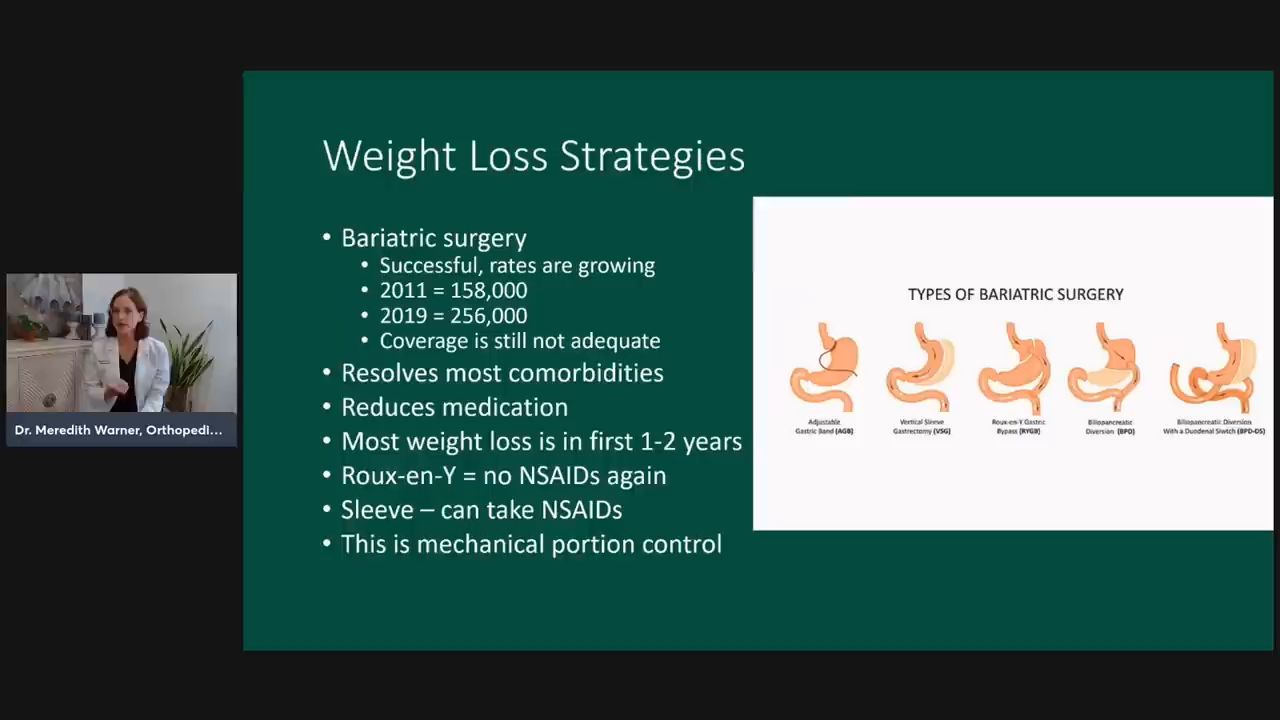 Weight Loss Strategies
• Bariatric surgery
• Successful, rates are growing
• 2011 = 158,000
• 2019 = 256,000
• Coverage is still not adequate
• Resolves most comorbidities
• Reduces medication
• Most weight loss is in first 1-2 years
• Roux-en-Y = no NSAIDs again
• Sleeve – can take NSAIDs
• This is mechanical portion control
TYPES OF BARIATRIC SURGERY
Adjustable
Gastric Band (AGB)
Vertical Sleeve
Gastrectomy (VSG)
Roux-en-Y Gastric
Bypass (RYGB)
Biliopancreatic
Diversion (BPD)
Biliopancreatic Diversion
With a Duodenal Siwtch (BPD-DS)
Dr. Meredith Warner, Orthopedi...